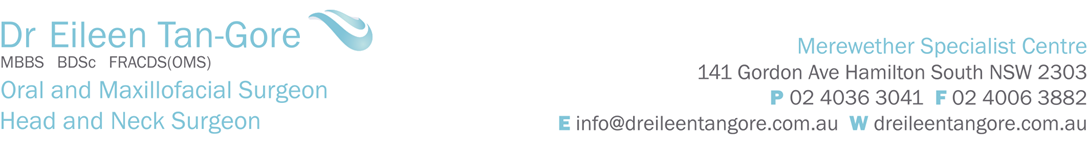 Dr Eileen Tan-Gore
MBBS BDSc FRACDS(OMS)
Oral and Maxillofacial Surgeon
Head and Neck Surgeon
Merewether Specialist Centre
141 Gordon Ave Hamilton South NSW 2303
P 02 4036 3041 F 02 4006 3882
E info@dreileentangore.com.au W dreileentangore.com.au